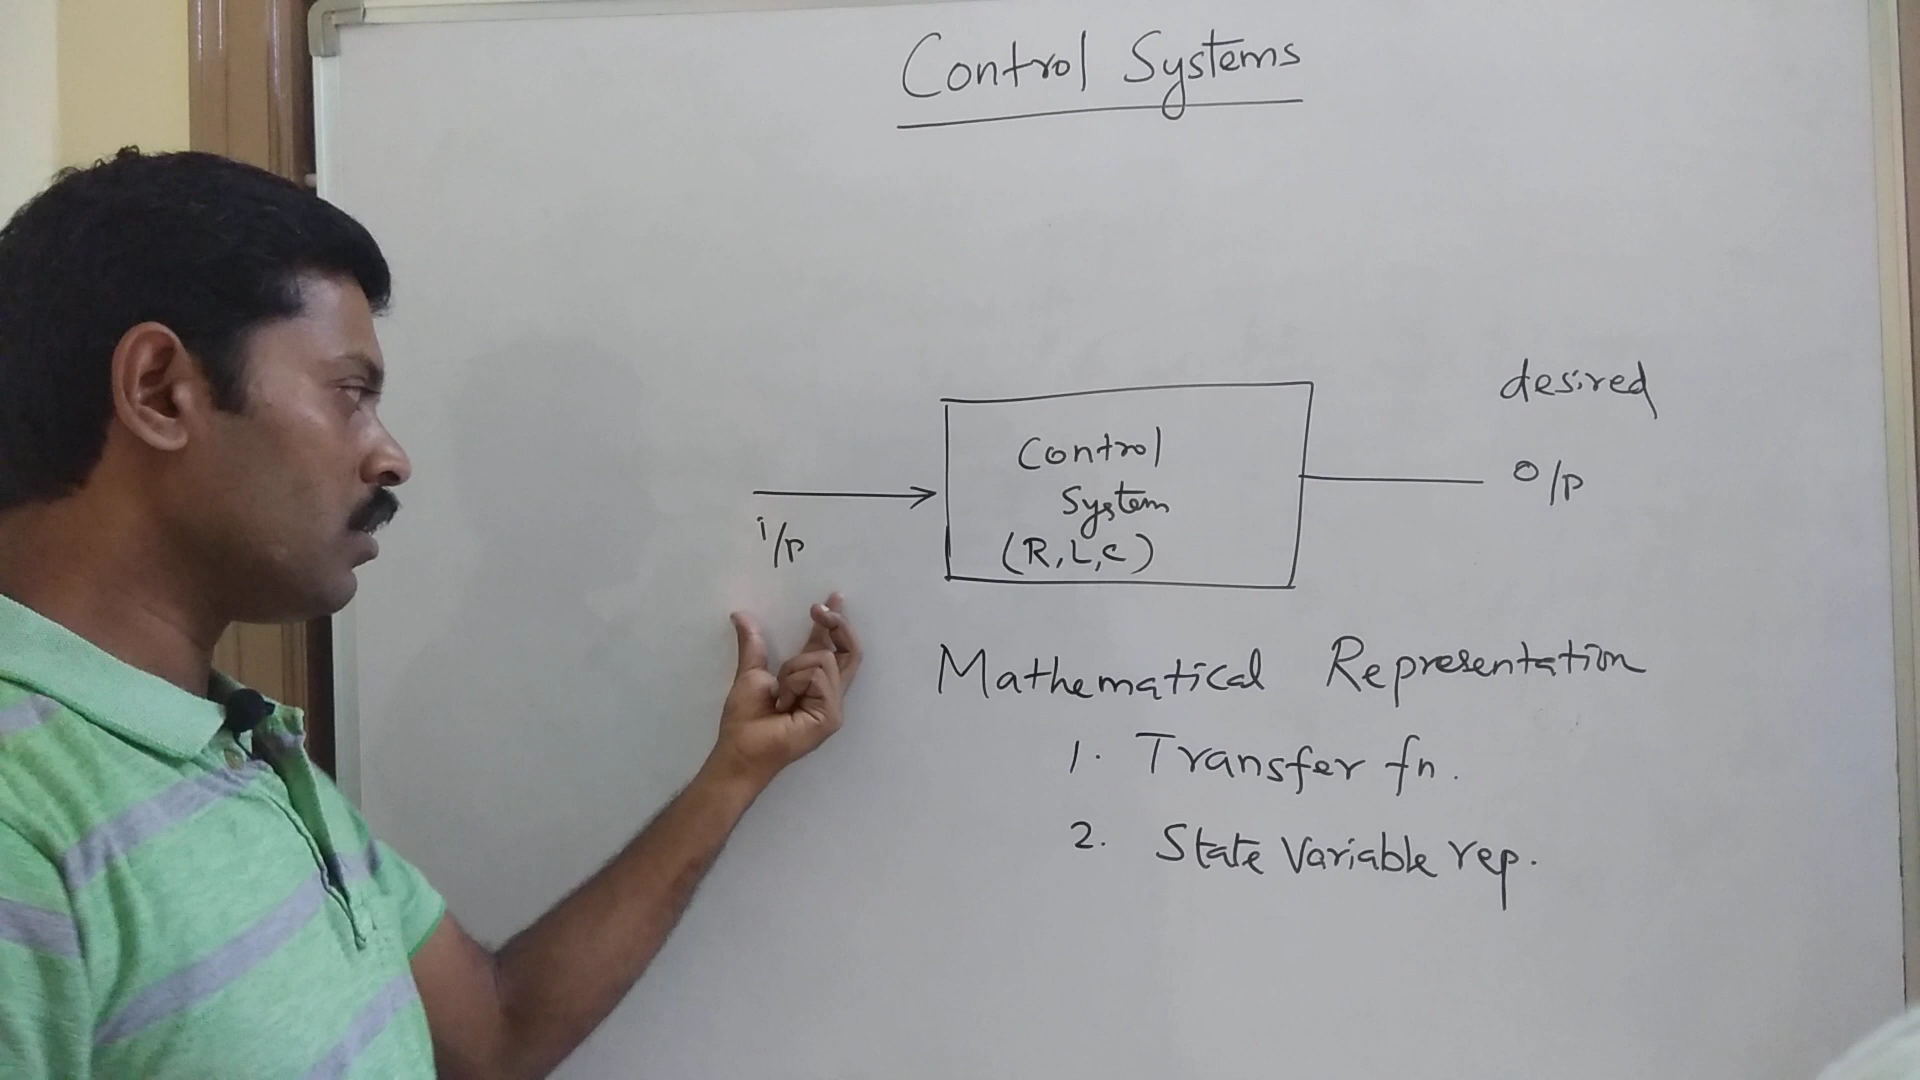 Control Systems
desired
Control
System
(R,L,C)
i/p
o/p
Mathematical Representation
1. Transfer fn.
2. State Variable rep.